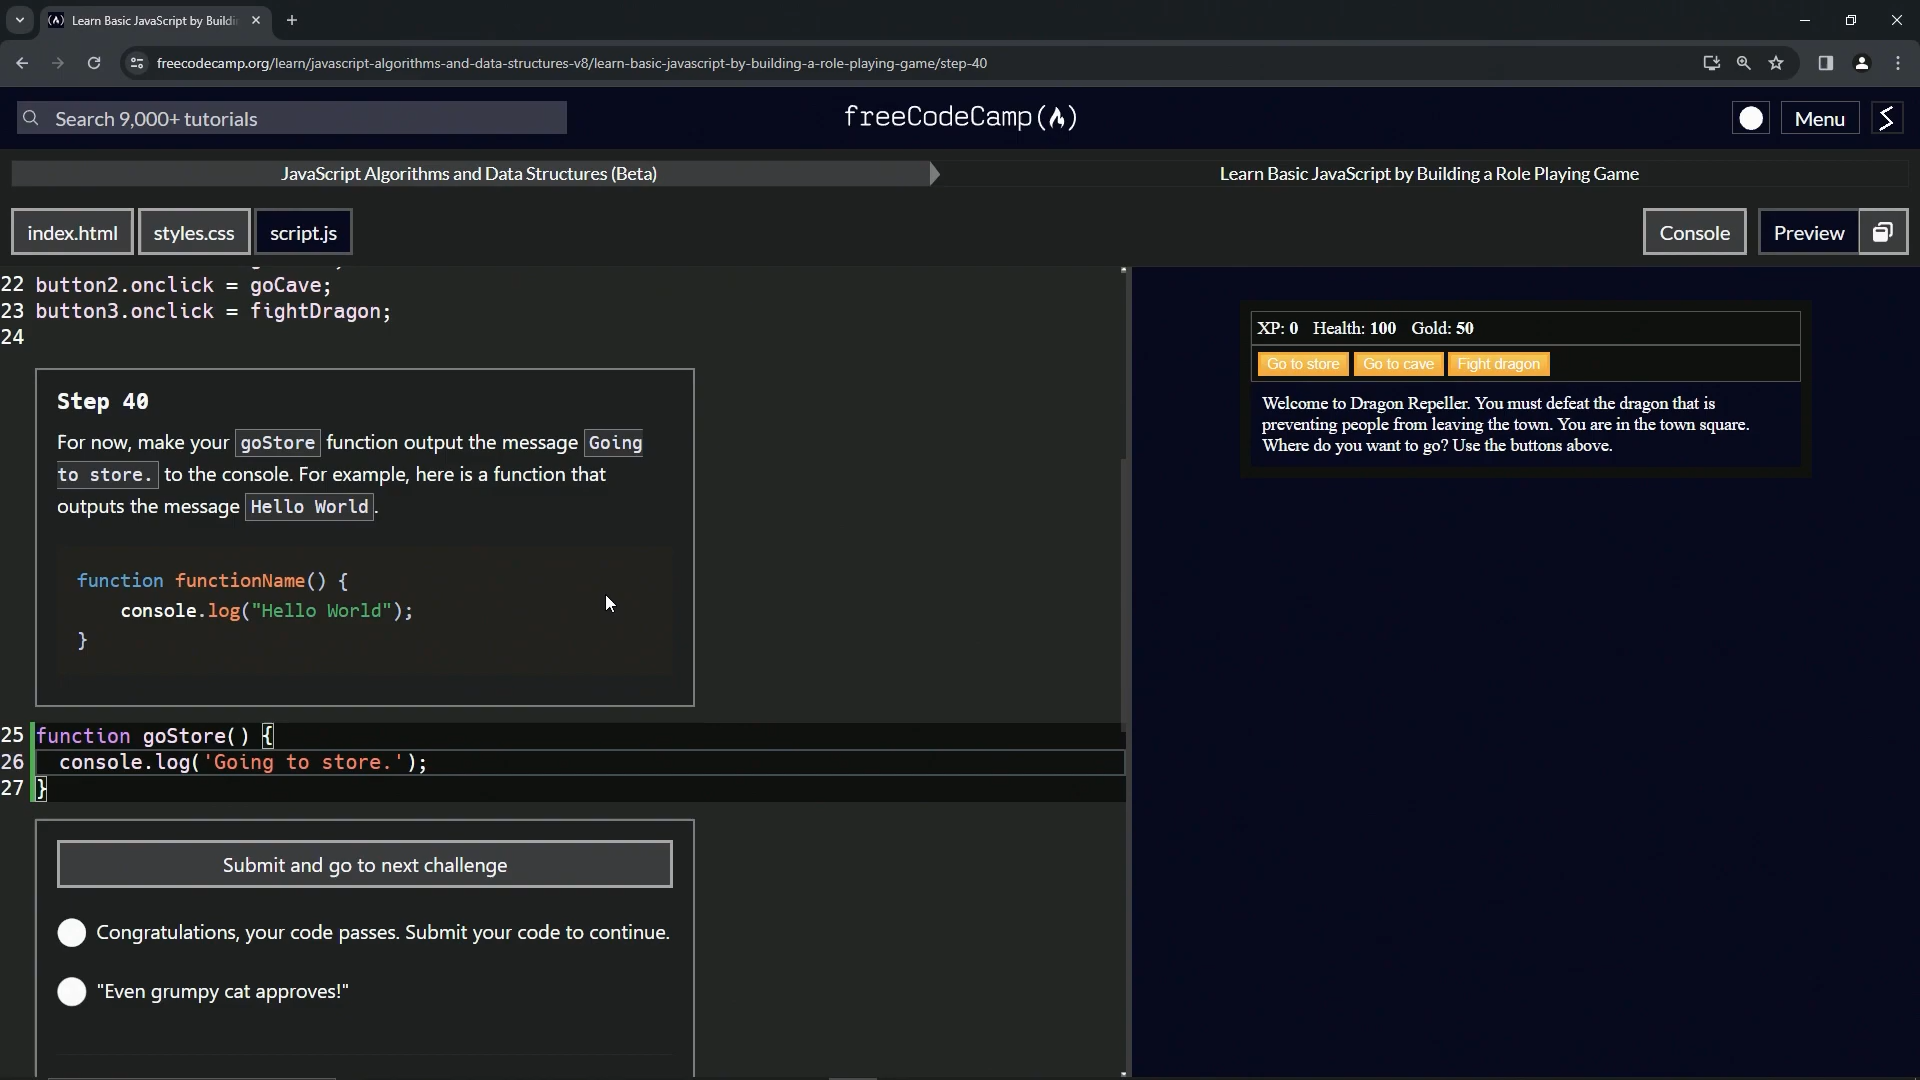 Learn Basic JavaScript by Buildi
freecodecamp.org/learn/javascript-algorithms-and-data-structures-v8/learn-basic-javascript-by-building-a-role-playing-game/step-40
Search 9,000+ tutorials
freeCodeCamp(🔥)
Menu
JavaScript Algorithms and Data Structures (Beta)
Learn Basic JavaScript by Building a Role Playing Game
index.html
styles.css
script.js
Console
Preview
22 button2.onclick = goCave;
23 button3.onclick = fightDragon;
24
Step 40
For now, make your goStore function output the message Going
to store. to the console. For example, here is a function that
outputs the message Hello World.
function functionName() {
console.log("Hello World");
}
25 function goStore() {
26 console.log('Going to store.');
27 }
Submit and go to next challenge
Congratulations, your code passes. Submit your code to continue.
"Even grumpy cat approves!"
XP: 0 Health: 100 Gold: 50
Go to store
Go to cave
Fight dragon
Welcome to Dragon Repeller. You must defeat the dragon that is
preventing people from leaving the town. You are in the town square.
Where do you want to go? Use the buttons above.